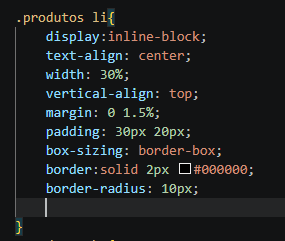 .produtos li{
display:inline-block;
text-align: center;
width: 30%;
vertical-align: top;
margin: 0 1.5%;
padding: 30px 20px;
box-sizing: border-box;
border:solid 2px #000000;
border-radius: 10px;
}